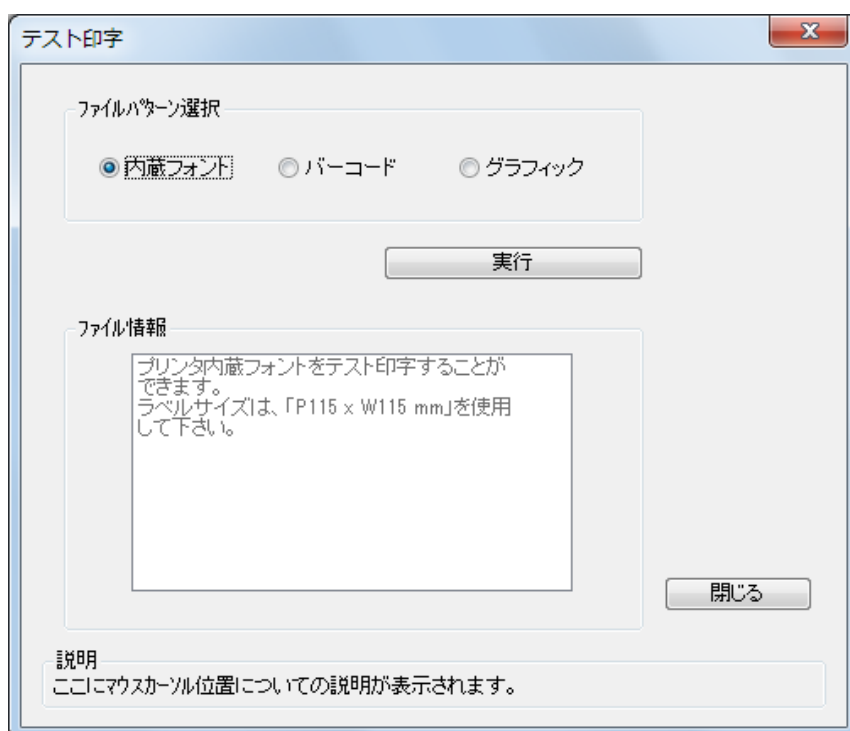 テスト印字
ファイルパターン選択
内蔵フォント バーコード グラフィック
実行
ファイル情報
プリンタ内蔵フォントをテスト印字することが
できます。
ラベルサイズは、「P115 x W115 mm」を使用
して下さい。
閉じる
説明
ここにマウスカーソル位置についての説明が表示されます。